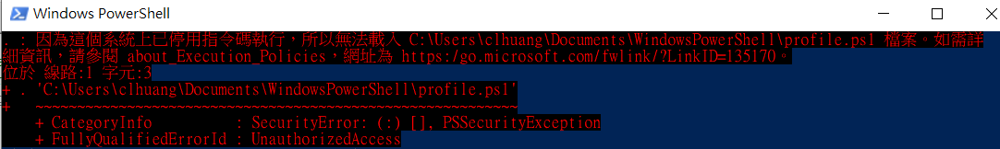 Windows PowerShell
. : 因為這個系統上已停用指令碼執行，所以無法載入 C:\Users\clhuang\Documents\WindowsPowerShell\profile.ps1 檔案。如需詳
細資訊，請參閱 about_Execution_Policies，網址為 https:/go.microsoft.com/fwlink/?LinkID=135170。
位於 線路:1 字元:3
+ . 'C:\Users\clhuang\Documents\WindowsPowerShell\profile.ps1'
+   ~~~~~~~~~~~~~~~~~~~~~~~~~~~~~~~~~~~~~~~~~~~~~~~~~~~~~~~~~~
    + CategoryInfo          : SecurityError: (:) [], PSSecurityException
    + FullyQualifiedErrorId : UnauthorizedAccess